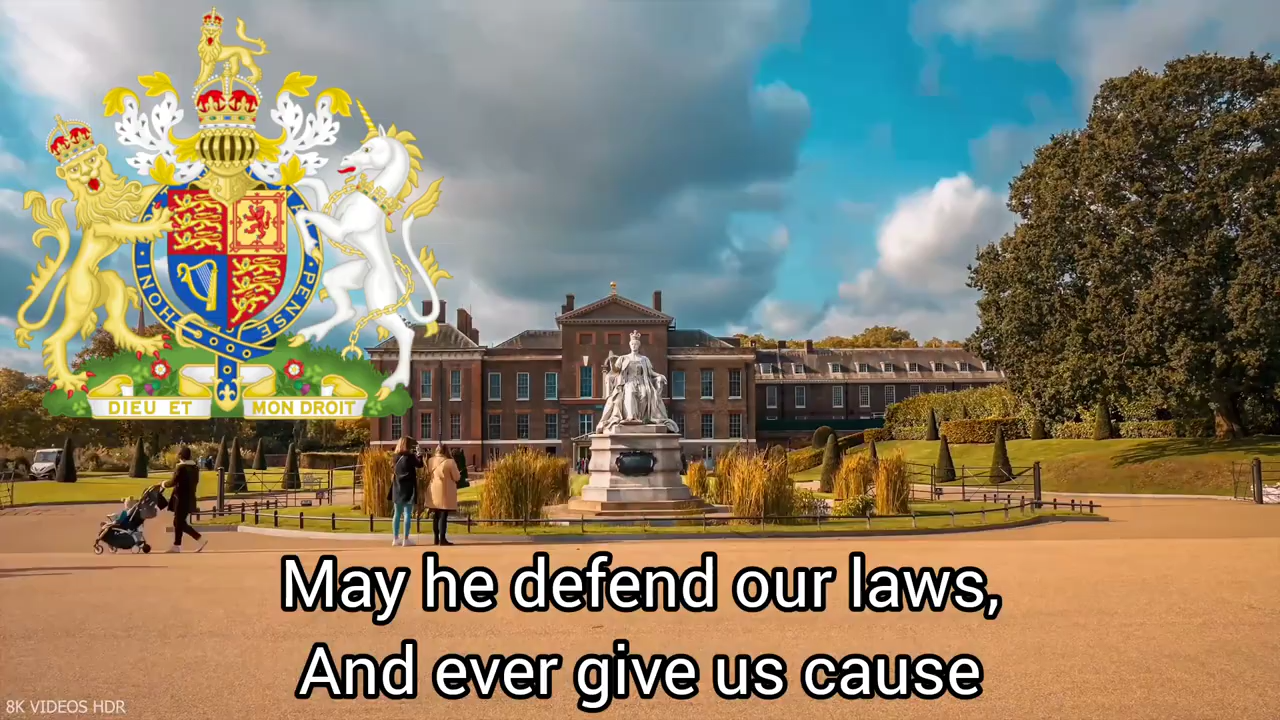 HONI PENSE
DIEU ET MON DROIT
May he defend our laws,
And ever give us cause
8K VIDEOS HDR